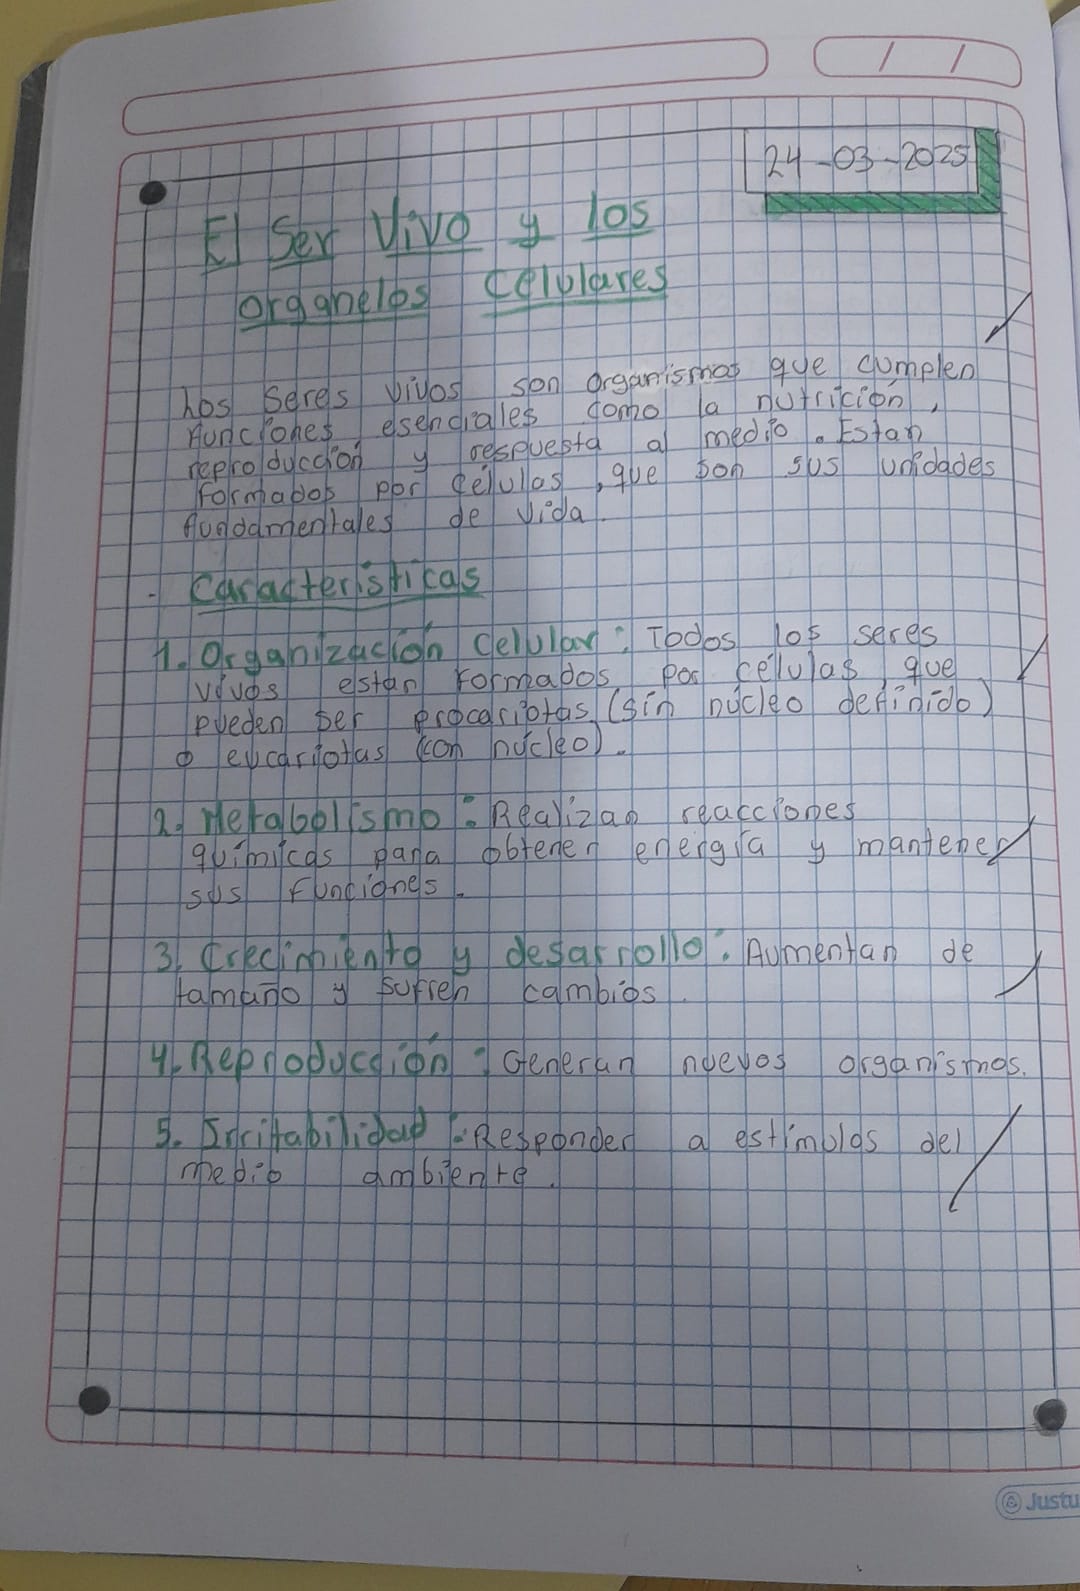 24-03-2025
El Ser Vivo y los
organelos celulares
Los seres vivos son organismos que cumplen
funciones esenciales como la nutrición,
reproducción y respuesta al medio. Estan
formados por células, que son sus unidades
fundamentales de vida.
- Caracteristicas
1. Organización Celular: Todos los seres
vivos estan formados por células, que
pueden ser procariotas (sin núcleo definido)
o eucariotas (con núcleo).
2. Metabolismo: Realizan reacciones
químicas para obtener energía y mantener
sus funciones.
3. Crecimiento y desarrollo: Aumentan de
tamaño y sufren cambios.
4. Reproducción: Generan nuevos organismos.
5. Irritabilidad: Responden a estímulos del
medio ambiente.
Justu